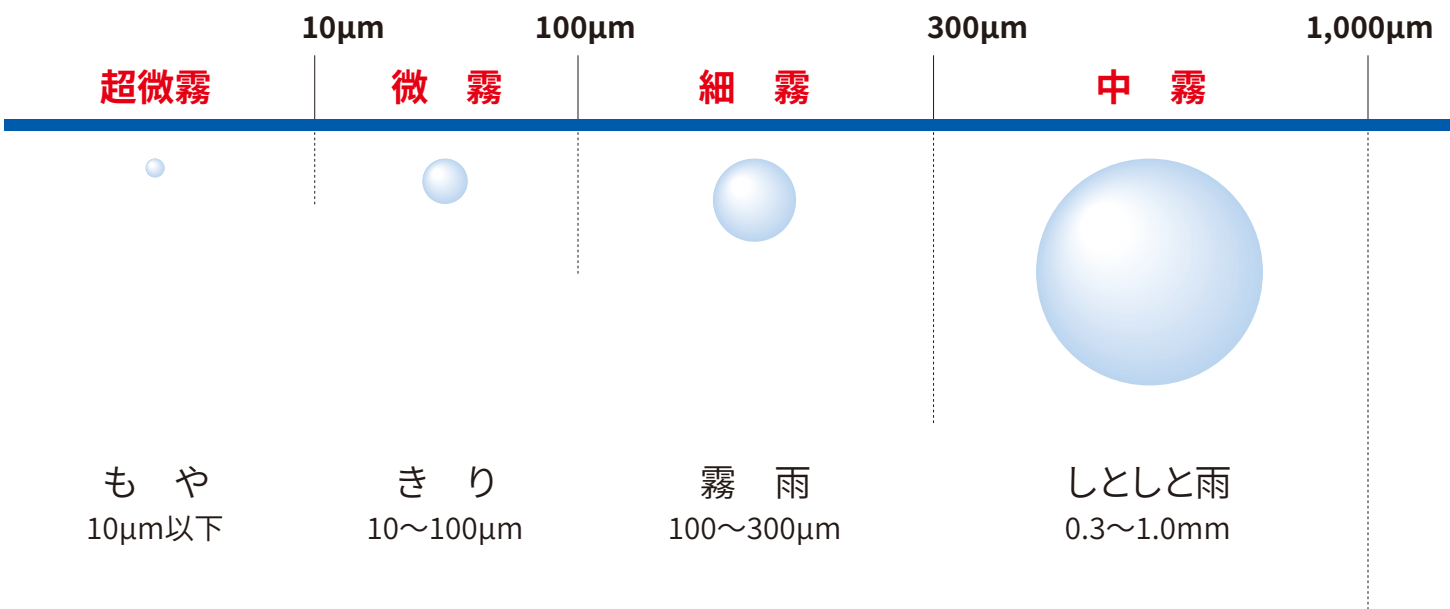 10μm 100μm 300μm 1,000μm
超微霧 微　霧 細　霧 中　霧
も　や き　り 霧　雨 しとしと雨
10μm以下 10〜100μm 100〜300μm 0.3〜1.0mm